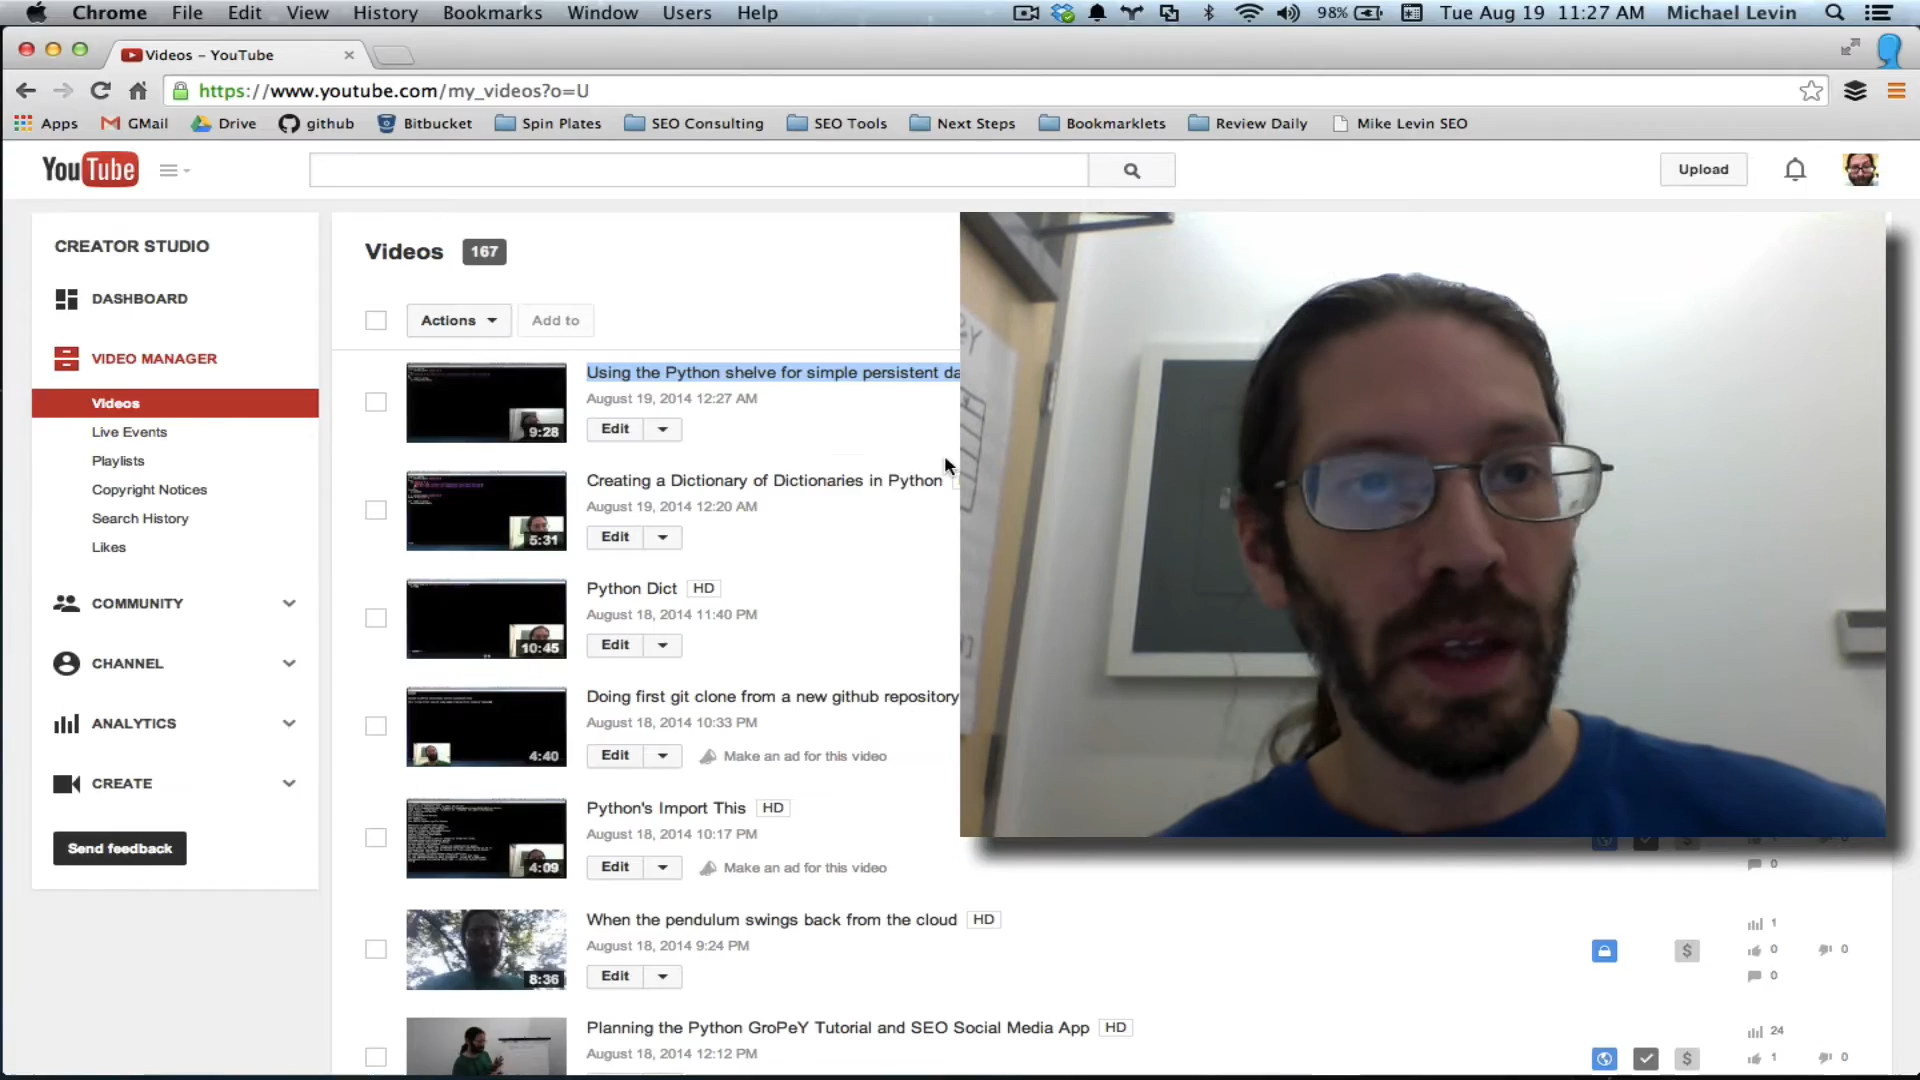 Chrome File Edit View History Bookmarks Window Users Help 98% Tue Aug 19 11:27 AM Michael Levin
Videos – YouTube
https://www.youtube.com/my_videos?o=U
Apps GMail Drive github Bitbucket Spin Plates SEO Consulting SEO Tools Next Steps Bookmarklets Review Daily Mike Levin SEO
YouTube Upload
CREATOR STUDIO
DASHBOARD
VIDEO MANAGER
Videos
Live Events
Playlists
Copyright Notices
Search History
Likes
COMMUNITY
CHANNEL
ANALYTICS
CREATE
Send feedback
Videos 167
Actions Add to
Using the Python shelve for simple persistent da
August 19, 2014 12:27 AM
9:28 Edit
Creating a Dictionary of Dictionaries in Python
August 19, 2014 12:20 AM
5:31 Edit
Python Dict HD
August 18, 2014 11:40 PM
10:45 Edit
Doing first git clone from a new github repository
August 18, 2014 10:33 PM
4:40 Edit Make an ad for this video
Python's Import This HD
August 18, 2014 10:17 PM
4:09 Edit Make an ad for this video
0
When the pendulum swings back from the cloud HD
1
August 18, 2014 9:24 PM
$ 0 0
8:36 Edit 0
Planning the Python GroPeY Tutorial and SEO Social Media App HD
24
August 18, 2014 12:12 PM
$ 1 0